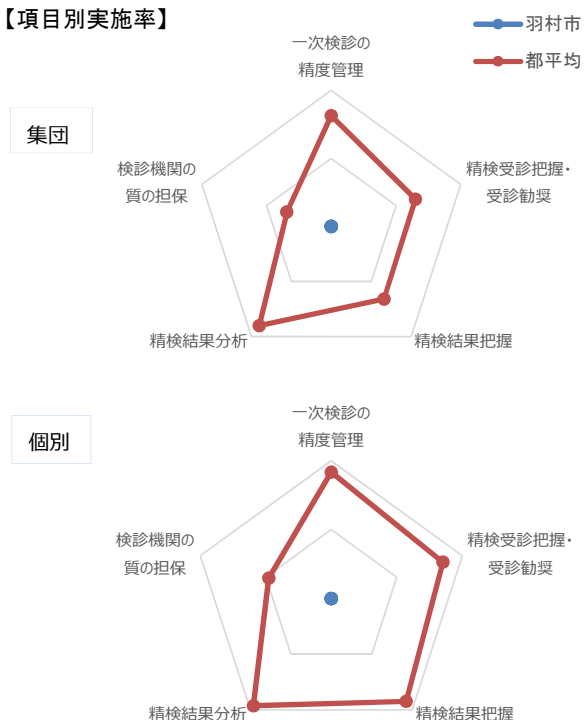 【項目別実施率】
羽村市
都平均
集団
一次検診の
精度管理
精検受診把握・
受診勧奨
検診機関の
質の担保
精検結果分析
精検結果把握
個別
一次検診の
精度管理
精検受診把握・
受診勧奨
検診機関の
質の担保
精検結果分析
精検結果把握